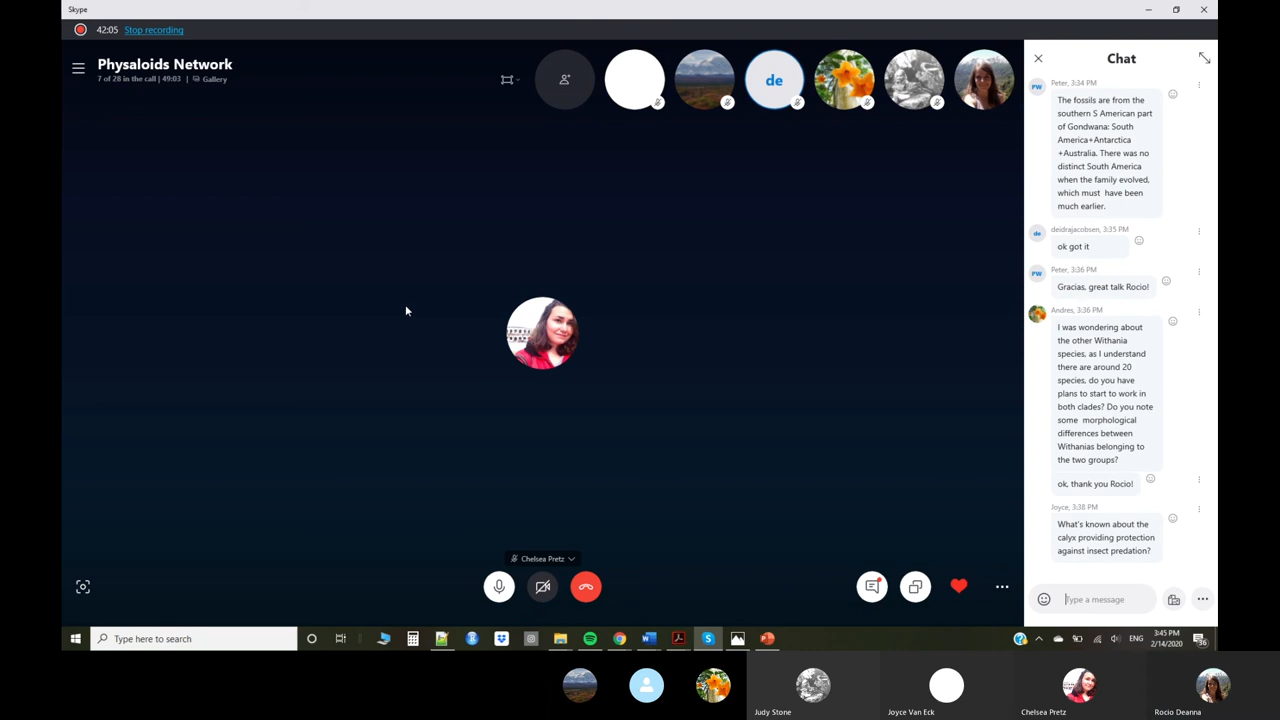 Skype
42:05 Stop recording
Physaloids Network
7 of 28 in the call | 49:03 | Gallery
de
Chat
PW
Peter, 3:34 PM
The fossils are from the
southern S American part
of Gondwana: South
America+Antarctica
+Australia. There was no
distinct South America
when the family evolved,
which must have been
much earlier.
de
deidrajacobsen, 3:35 PM
ok got it
PW
Peter, 3:36 PM
Gracias, great talk Rocio!
Andres, 3:36 PM
I was wondering about
the other Withania
species, as I understand
there are around 20
species, do you have
plans to start to work in
both clades? Do you note
some morphological
differences between
Withanias belonging to
the two groups?
ok, thank you Rocio!
Joyce, 3:38 PM
What's known about the
calyx providing protection
against insect predation?
Chelsea Pretz
Type a message
Type here to search
ENG
3:45 PM
2/14/2020
36
Judy Stone
Joyce Van Eck
Chelsea Pretz
Rocio Deanna